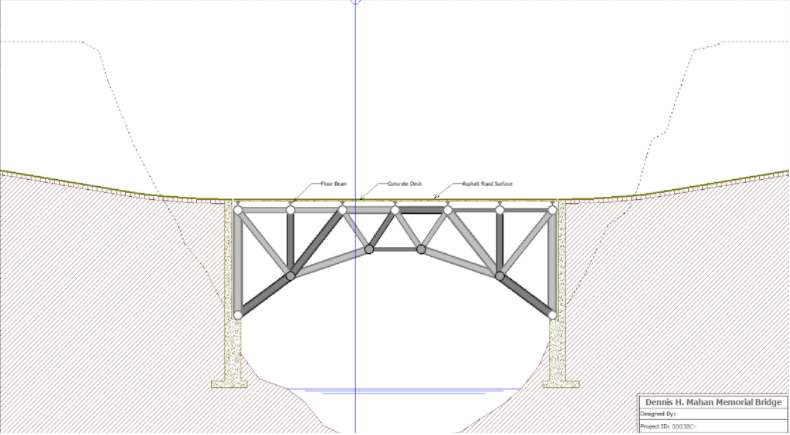 Floor Beam
Concrete Deck
Asphalt Road Surface
Dennis H. Mahan Memorial Bridge
Designed By:
Project ID: 00038C-